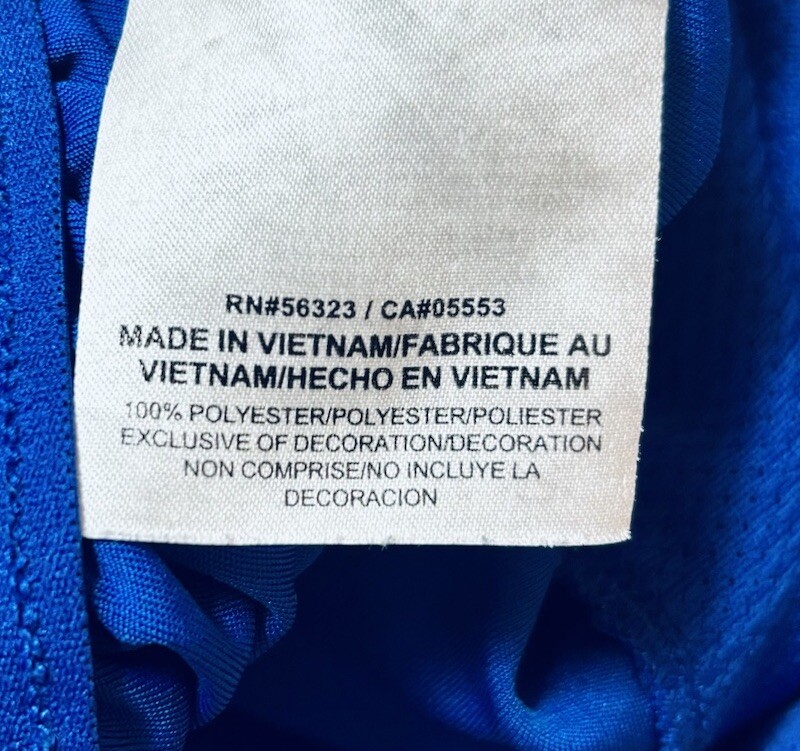 RN#56323 / CA#05553
MADE IN VIETNAM/FABRIQUE AU
VIETNAM/HECHO EN VIETNAM
100% POLYESTER/POLYESTER/POLIESTER
EXCLUSIVE OF DECORATION/DECORATION
NON COMPRISE/NO INCLUYE LA
DECORACION